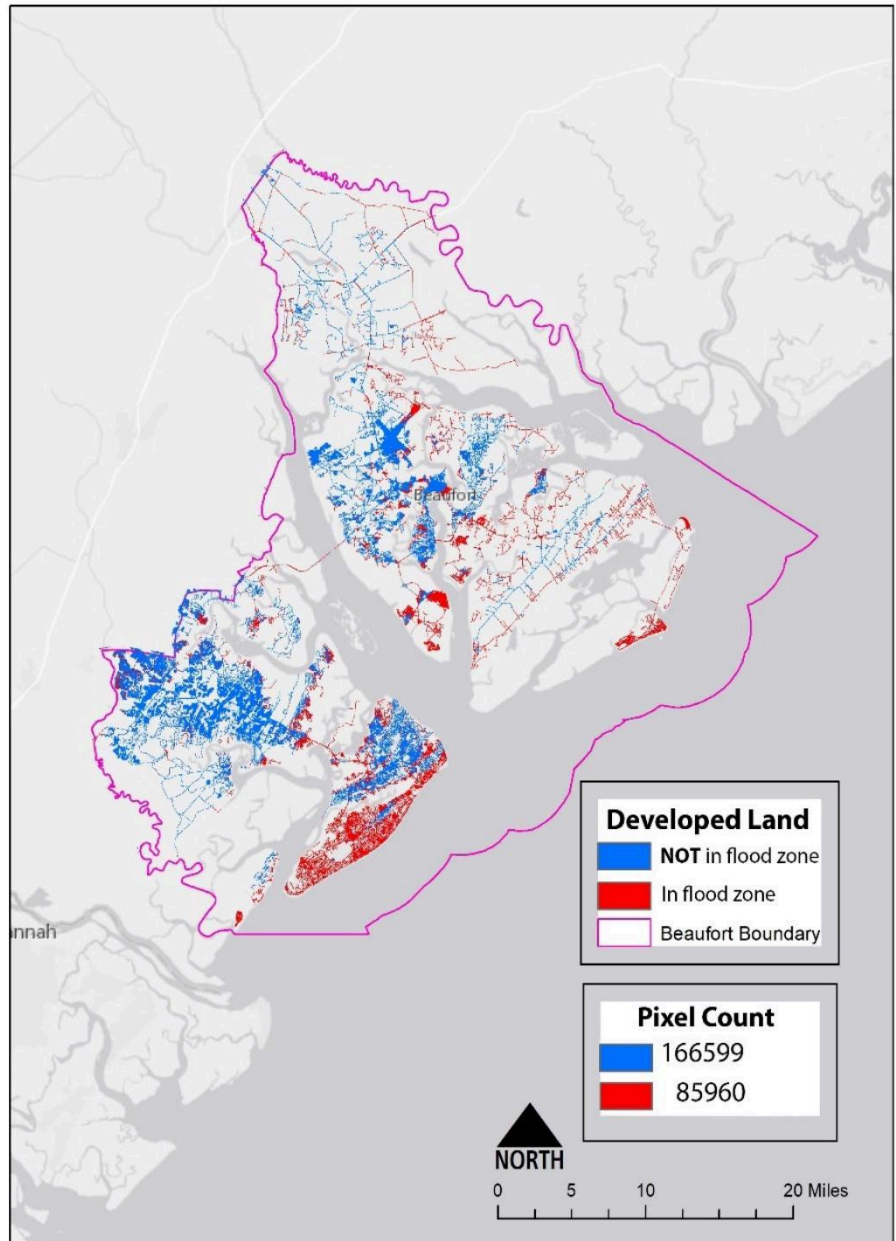 Beaufort
nnah
Developed Land
NOT in flood zone
In flood zone
Beaufort Boundary
Pixel Count
166599
85960
NORTH
0 5 10 20 Miles